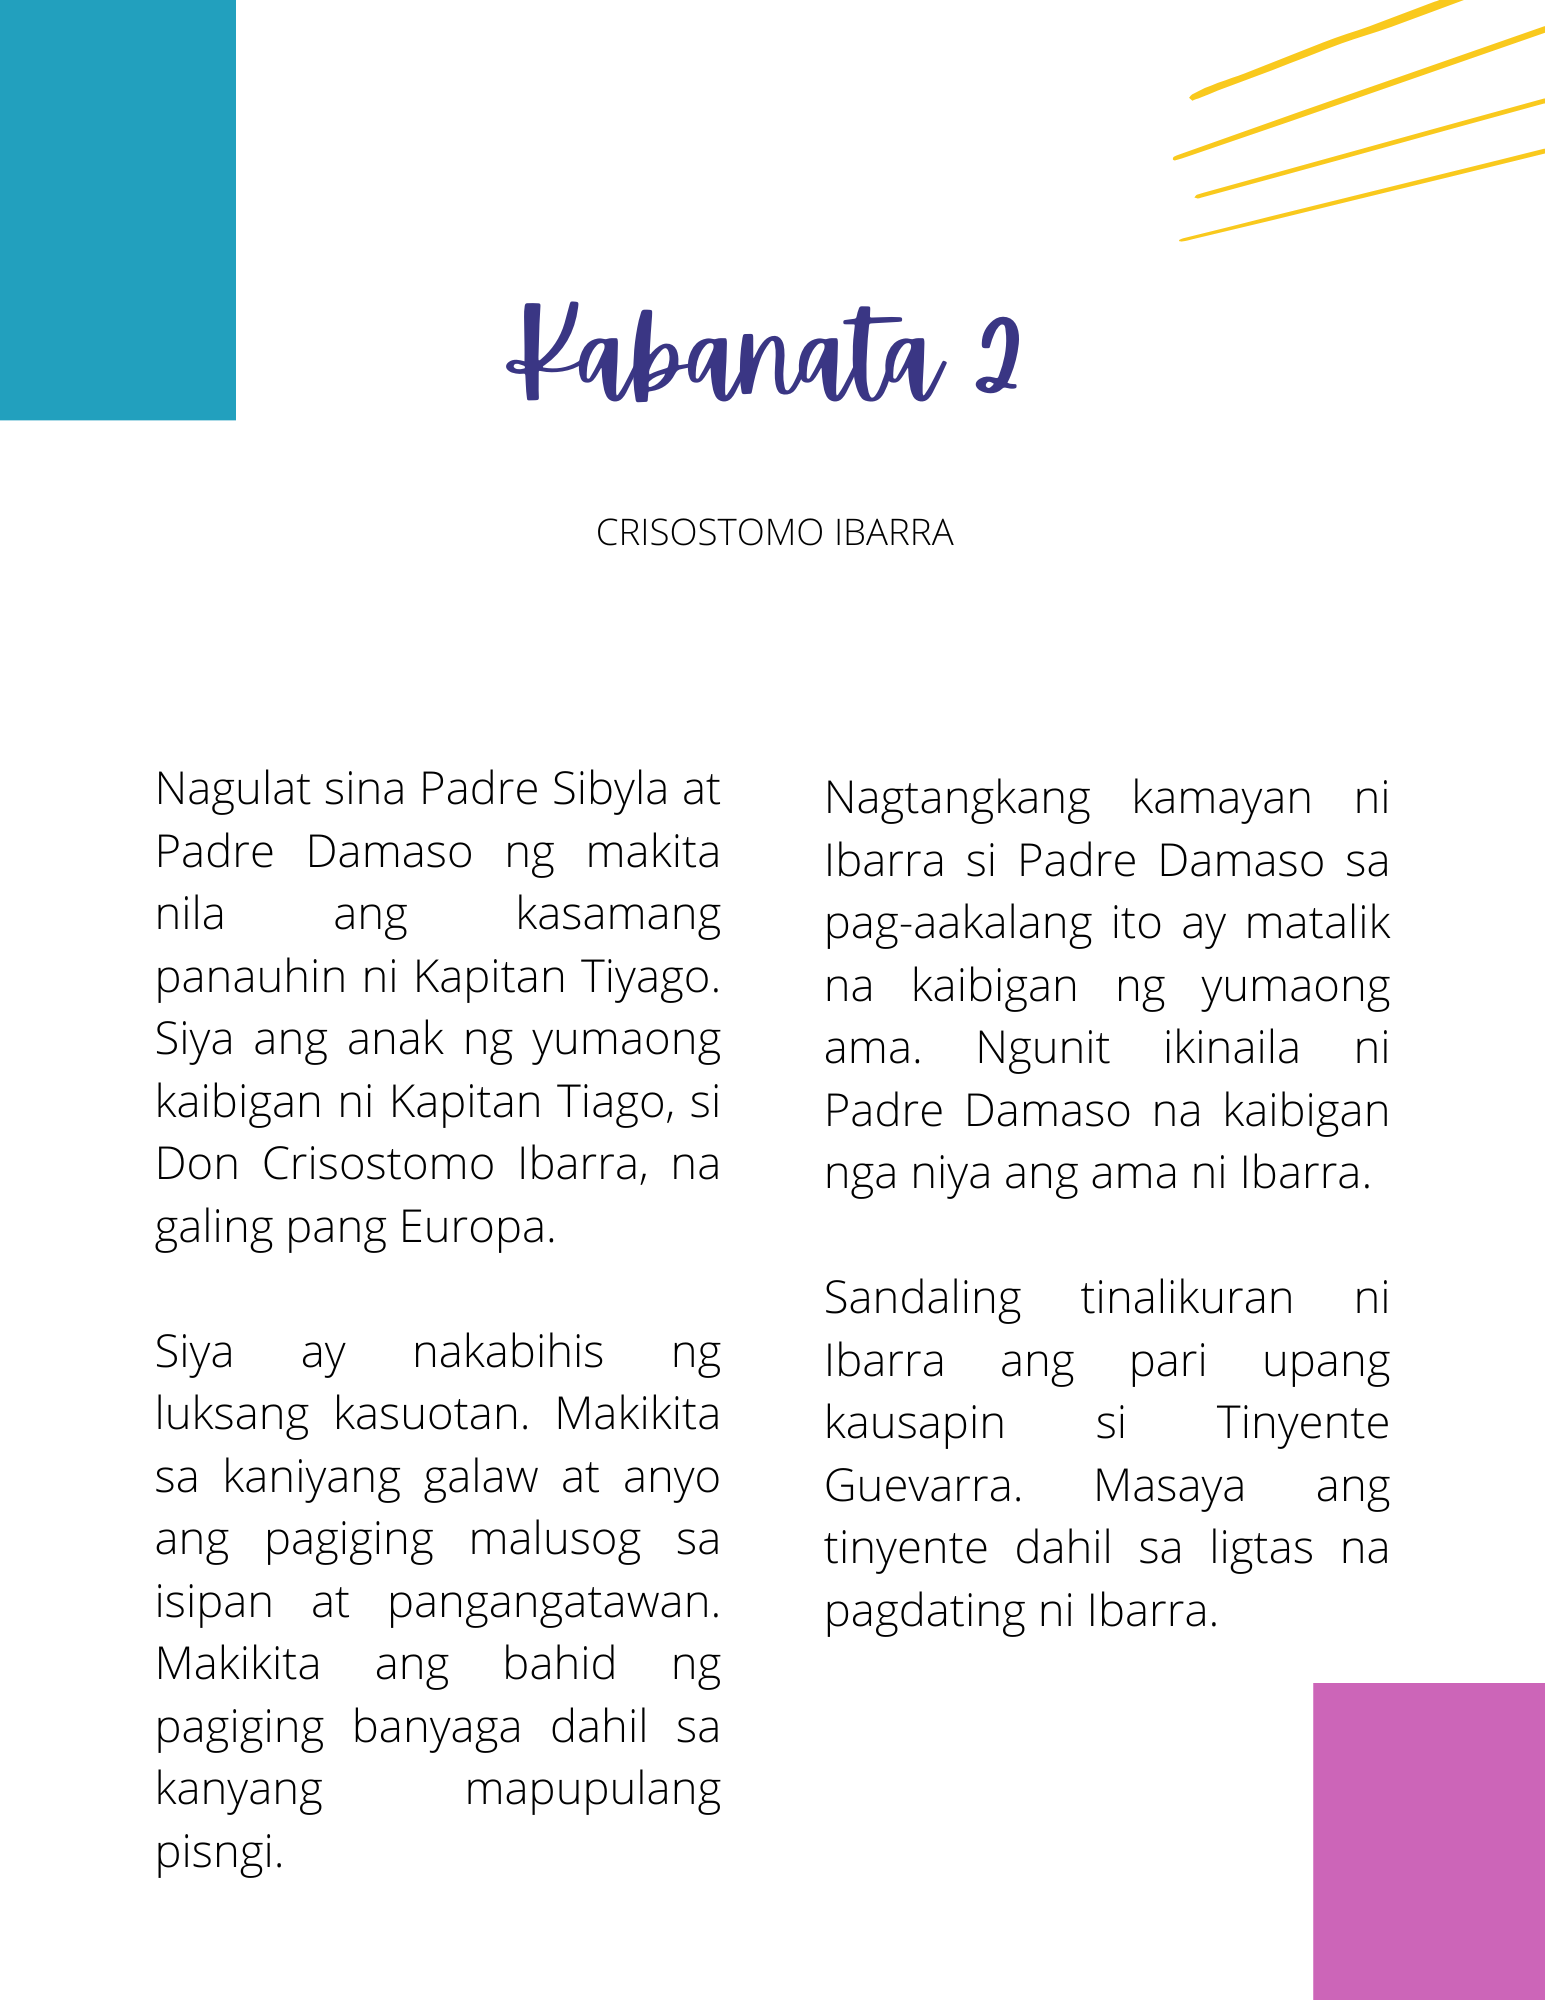 Kabanata 2
CRISOSTOMO IBARRA
Nagulat sina Padre Sibyla at
Padre Damaso ng makita
nila ang kasamang
panauhin ni Kapitan Tiyago.
Siya ang anak ng yumaong
kaibigan ni Kapitan Tiago, si
Don Crisostomo Ibarra, na
galing pang Europa.
Siya ay nakabihis ng
luksang kasuotan. Makikita
sa kaniyang galaw at anyo
ang pagiging malusog sa
isipan at pangangatawan.
Makikita ang bahid ng
pagiging banyaga dahil sa
kanyang mapupulang
pisngi.
Nagtangkang kamayan ni
Ibarra si Padre Damaso sa
pag-aakalang ito ay matalik
na kaibigan ng yumaong
ama. Ngunit ikinaila ni
Padre Damaso na kaibigan
nga niya ang ama ni Ibarra.
Sandaling tinalikuran ni
Ibarra ang pari upang
kausapin si Tinyente
Guevarra. Masaya ang
tinyente dahil sa ligtas na
pagdating ni Ibarra.